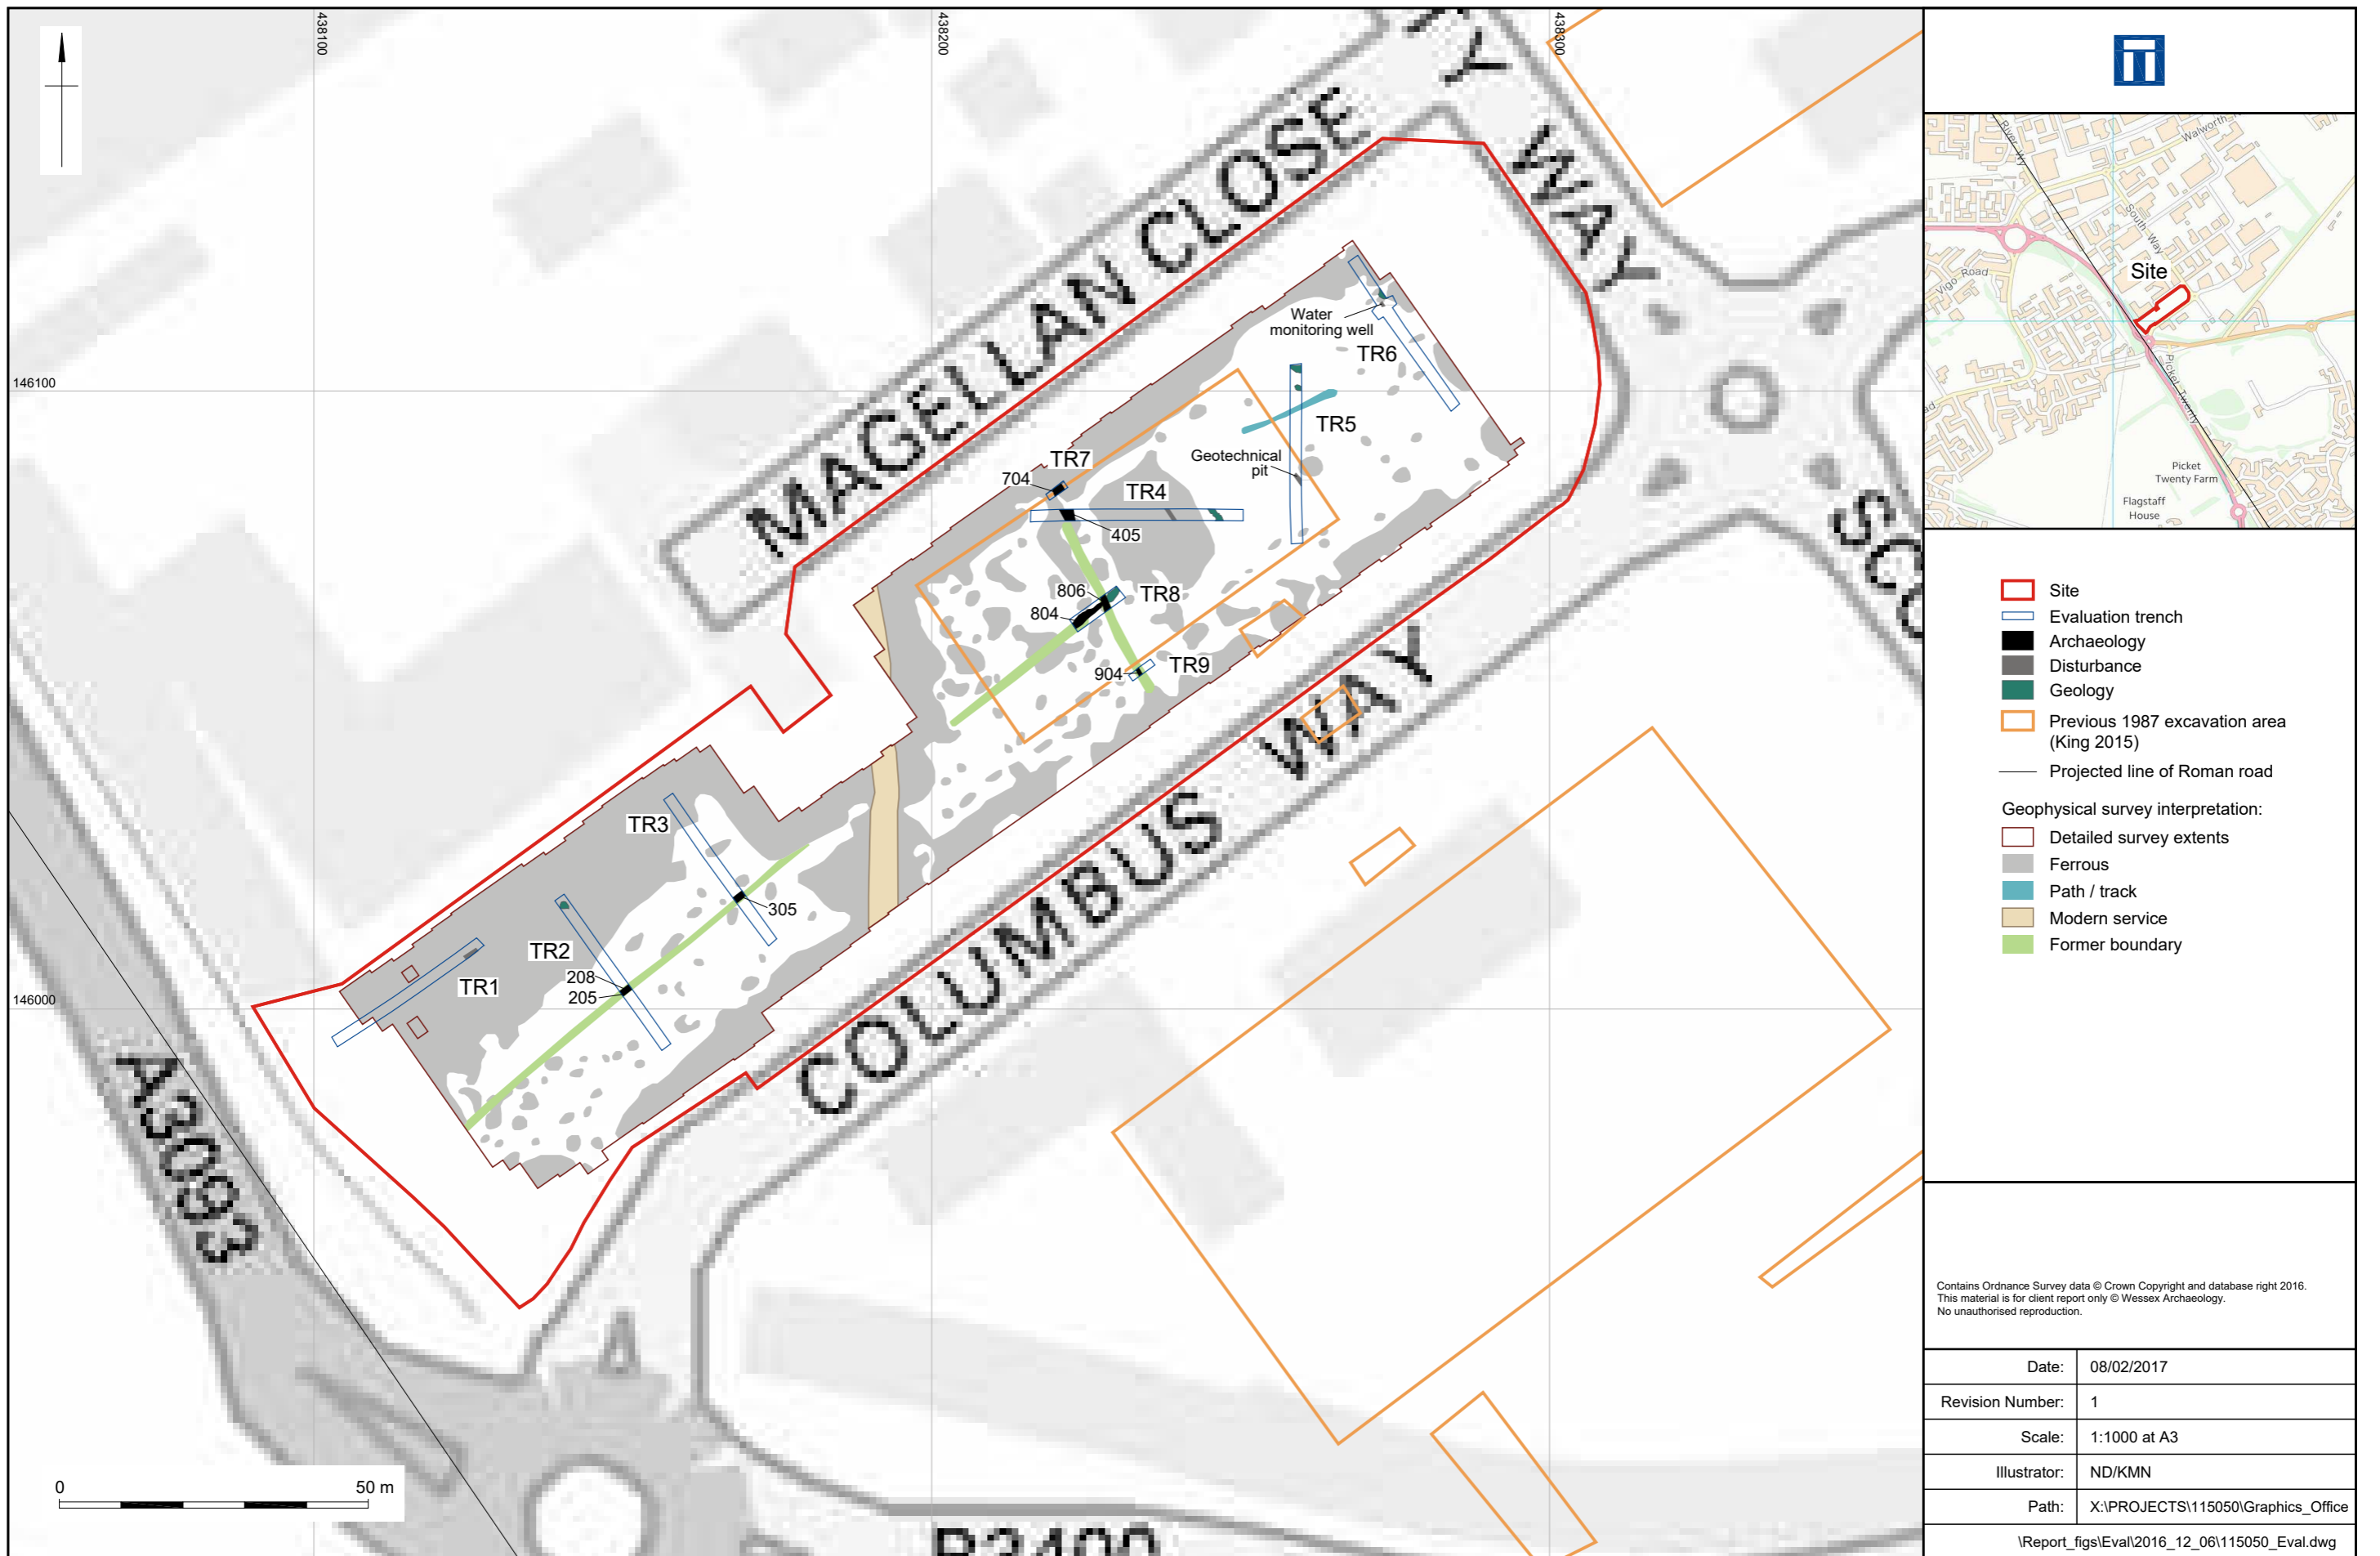 438100
438200
438300
146100
146000
MAGELLAN CLOSE
WAY
COLUMBUS WAY
A3093
Water
monitoring well
TR6
TR5
Geotechnical
pit
TR7
704
TR4
405
806
804
TR8
904
TR9
TR3
305
TR2
208
205
TR1
0
50 m
River Wy
Walworth
South Way
Vigo Road
Site
Picket Twenty
Picket
Twenty Farm
Flagstaff
House
Site
Evaluation trench
Archaeology
Disturbance
Geology
Previous 1987 excavation area
(King 2015)
Projected line of Roman road
Geophysical survey interpretation:
Detailed survey extents
Ferrous
Path / track
Modern service
Former boundary
Contains Ordnance Survey data © Crown Copyright and database right 2016.
This material is for client report only © Wessex Archaeology.
No unauthorised reproduction.
Date: 08/02/2017
Revision Number: 1
Scale: 1:1000 at A3
Illustrator: ND/KMN
Path: X:\PROJECTS\115050\Graphics_Office
\Report_figs\Eval\2016_12_06\115050_Eval.dwg